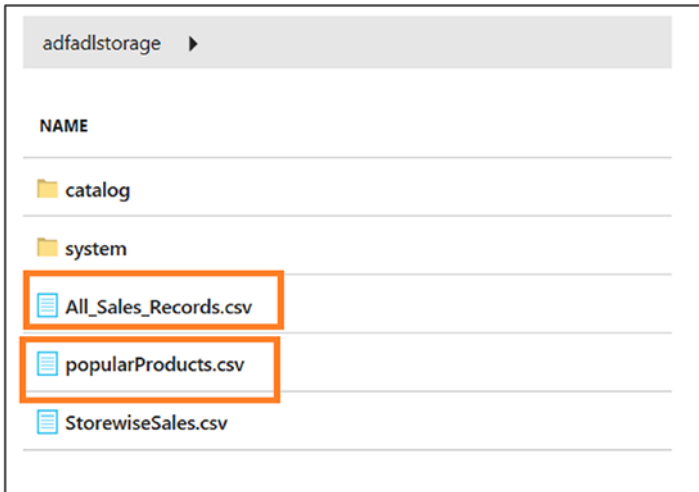 adfadlstorage
NAME
catalog
system
All_Sales_Records.csv
popularProducts.csv
StorewiseSales.csv